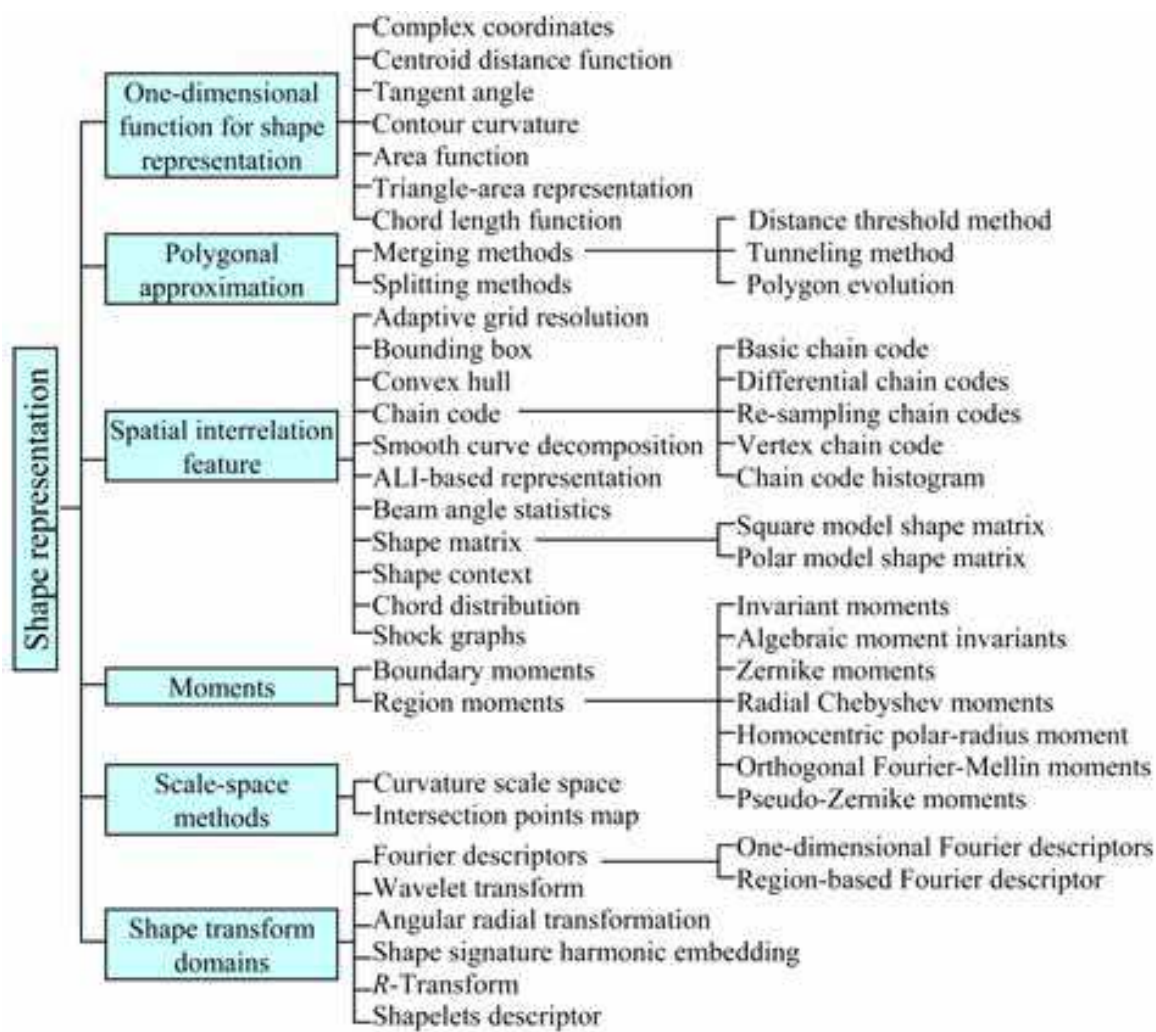 Shape representation
One-dimensional
function for shape
representation
Complex coordinates
Centroid distance function
Tangent angle
Contour curvature
Area function
Triangle-area representation
Chord length function
Polygonal
approximation
Merging methods
Splitting methods
Distance threshold method
Tunneling method
Polygon evolution
Spatial interrelation
feature
Adaptive grid resolution
Bounding box
Convex hull
Chain code
Smooth curve decomposition
ALI-based representation
Beam angle statistics
Shape matrix
Shape context
Chord distribution
Shock graphs
Basic chain code
Differential chain codes
Re-sampling chain codes
Vertex chain code
Chain code histogram
Square model shape matrix
Polar model shape matrix
Moments
Boundary moments
Region moments
Invariant moments
Algebraic moment invariants
Zernike moments
Radial Chebyshev moments
Homocentric polar-radius moment
Orthogonal Fourier-Mellin moments
Pseudo-Zernike moments
Scale-space
methods
Curvature scale space
Intersection points map
Shape transform
domains
Fourier descriptors
Wavelet transform
Angular radial transformation
Shape signature harmonic embedding
R-Transform
Shapelets descriptor
One-dimensional Fourier descriptors
Region-based Fourier descriptor